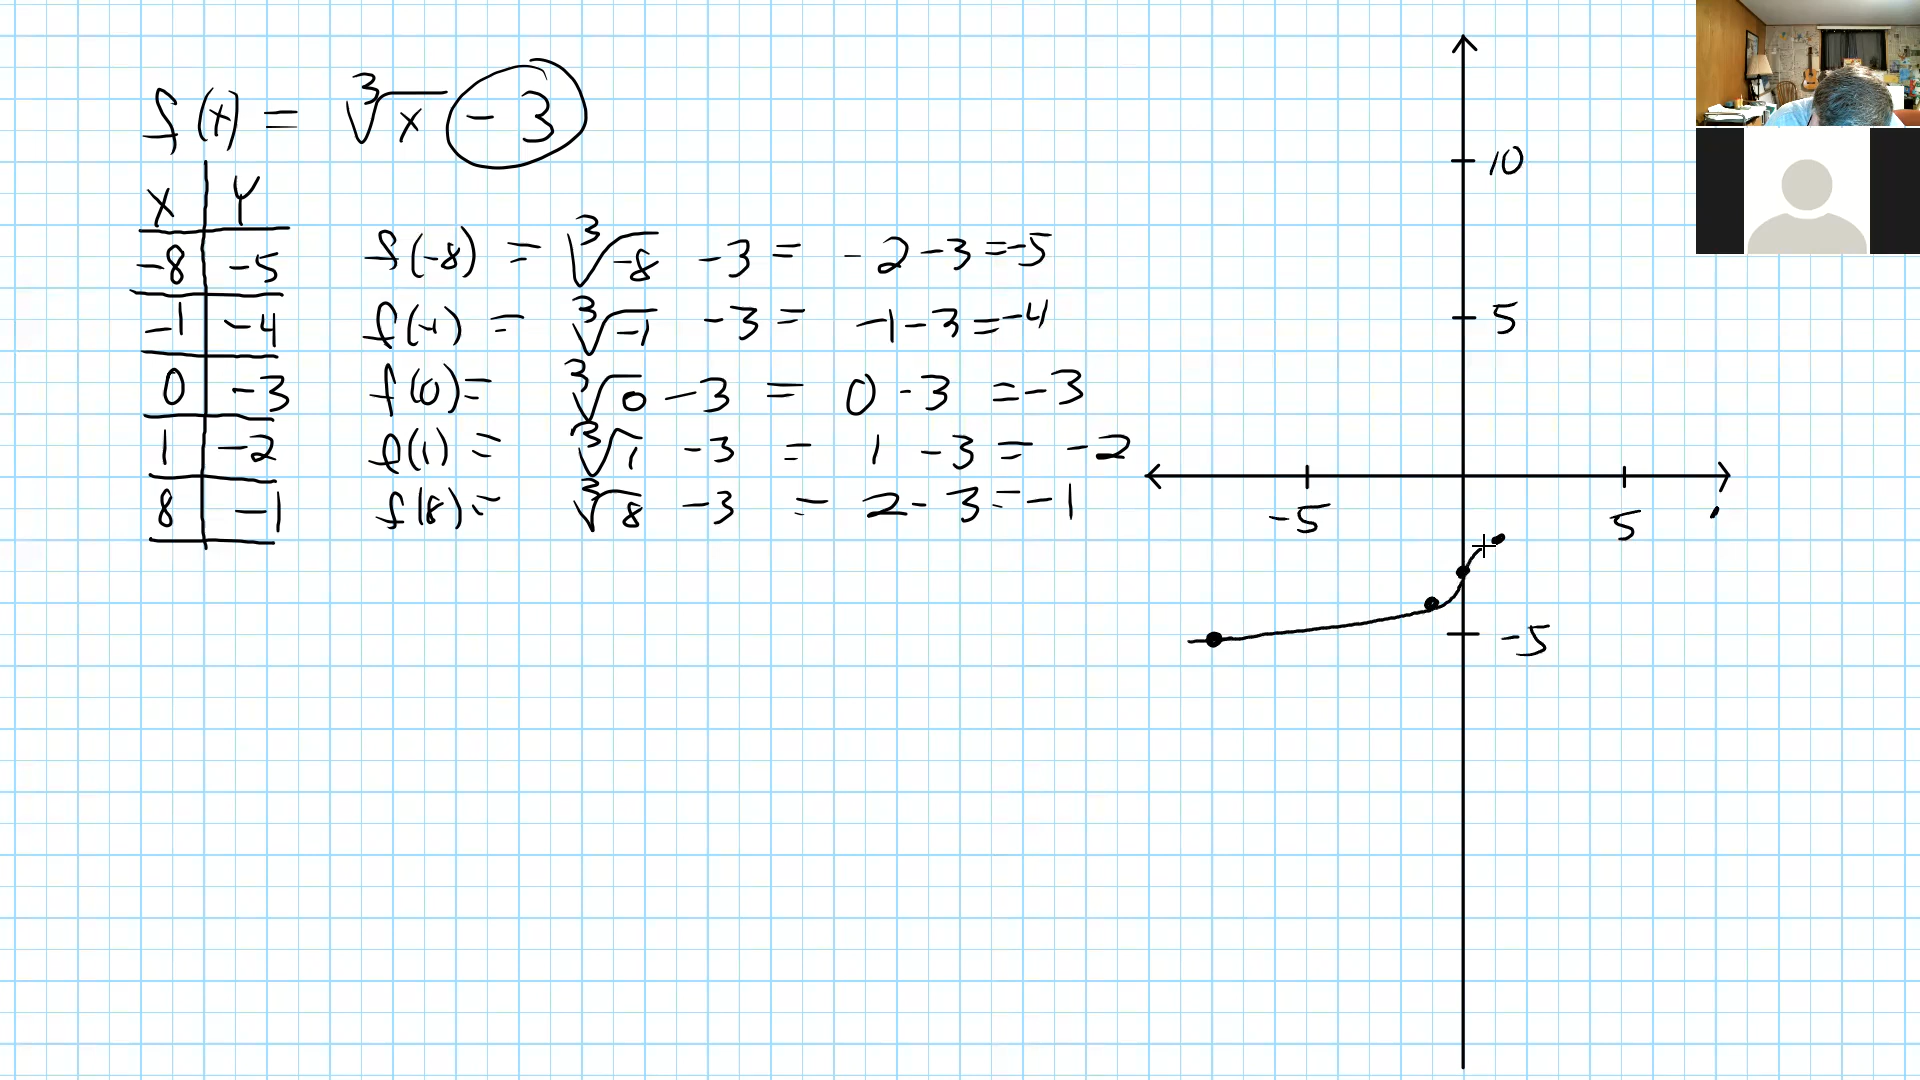 f(x) = ∛x - 3
X Y
-8 -5 f(-8) = ∛-8 - 3 = -2 - 3 = -5
-1 -4 f(-1) = ∛-1 - 3 = -1 - 3 = -4
0 -3 f(0) = ∛0 - 3 = 0 - 3 = -3
1 -2 f(1) = ∛1 - 3 = 1 - 3 = -2
8 -1 f(8) = ∛8 - 3 = 2 - 3 = -1
10
5
-5 5
-5